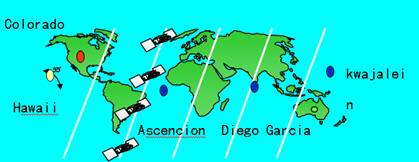 Colorado
kwajalei
n
Hawaii
Ascencion
Diego Garcia